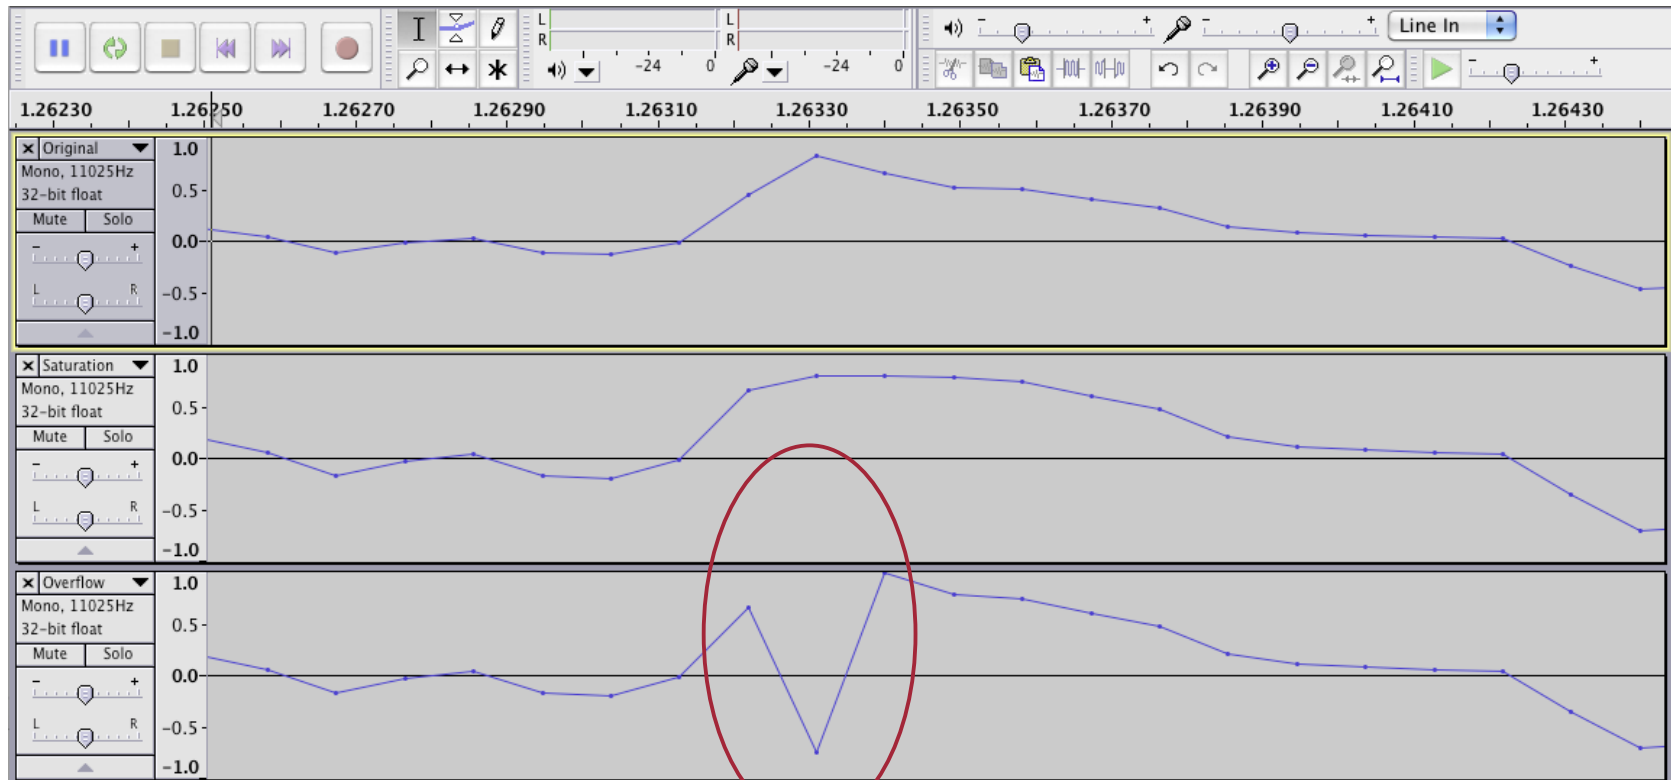 L
R
-24 0
L
R
-24 0
- +
- +
Line In
- +
1.26230 1.26250 1.26270 1.26290 1.26310 1.26330 1.26350 1.26370 1.26390 1.26410 1.26430
Original
Mono, 11025Hz
32-bit float
Mute Solo
- +
L R
1.0
0.5
0.0
-0.5
-1.0
Saturation
Mono, 11025Hz
32-bit float
Mute Solo
- +
L R
1.0
0.5
0.0
-0.5
-1.0
Overflow
Mono, 11025Hz
32-bit float
Mute Solo
- +
L R
1.0
0.5
0.0
-0.5
-1.0